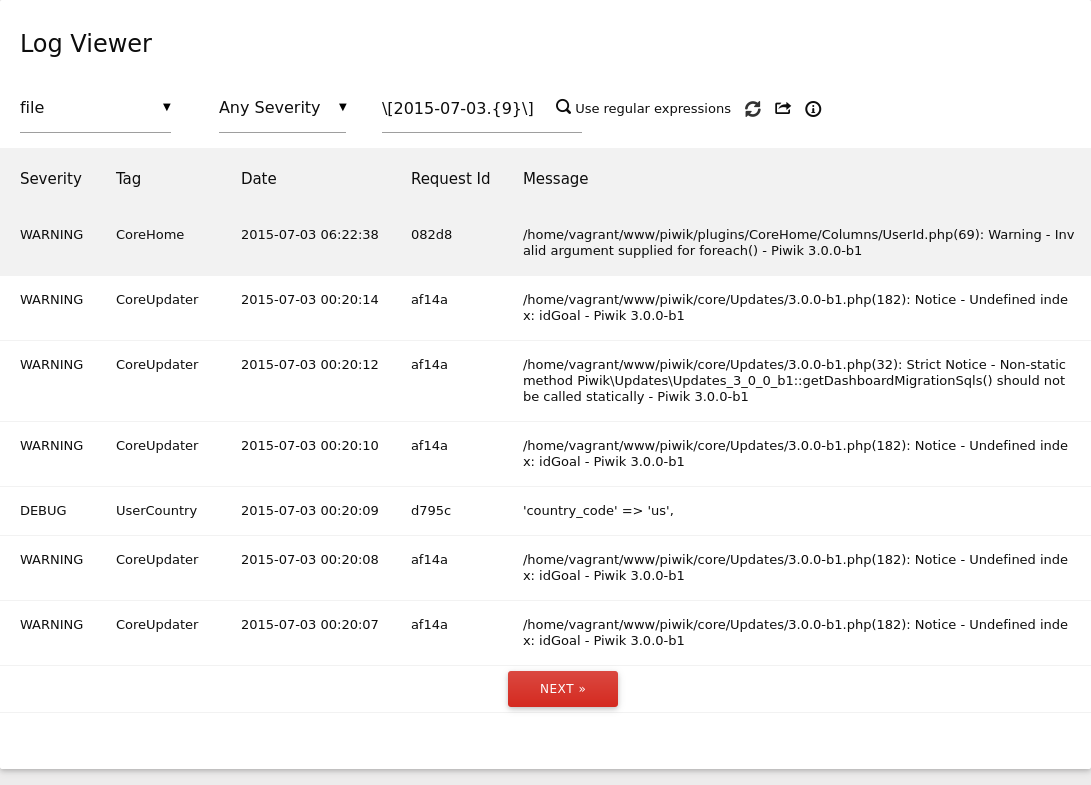 Log Viewer
file ▼ Any Severity ▼ \[2015-07-03.{9}\] Use regular expressions
Severity Tag Date Request Id Message
WARNING CoreHome 2015-07-03 06:22:38 082d8 /home/vagrant/www/piwik/plugins/CoreHome/Columns/UserId.php(69): Warning - Inv
alid argument supplied for foreach() - Piwik 3.0.0-b1
WARNING CoreUpdater 2015-07-03 00:20:14 af14a /home/vagrant/www/piwik/core/Updates/3.0.0-b1.php(182): Notice - Undefined inde
x: idGoal - Piwik 3.0.0-b1
WARNING CoreUpdater 2015-07-03 00:20:12 af14a /home/vagrant/www/piwik/core/Updates/3.0.0-b1.php(32): Strict Notice - Non-static
method Piwik\Updates\Updates_3_0_0_b1::getDashboardMigrationSqls() should not
be called statically - Piwik 3.0.0-b1
WARNING CoreUpdater 2015-07-03 00:20:10 af14a /home/vagrant/www/piwik/core/Updates/3.0.0-b1.php(182): Notice - Undefined inde
x: idGoal - Piwik 3.0.0-b1
DEBUG UserCountry 2015-07-03 00:20:09 d795c 'country_code' => 'us',
WARNING CoreUpdater 2015-07-03 00:20:08 af14a /home/vagrant/www/piwik/core/Updates/3.0.0-b1.php(182): Notice - Undefined inde
x: idGoal - Piwik 3.0.0-b1
WARNING CoreUpdater 2015-07-03 00:20:07 af14a /home/vagrant/www/piwik/core/Updates/3.0.0-b1.php(182): Notice - Undefined inde
x: idGoal - Piwik 3.0.0-b1
NEXT »